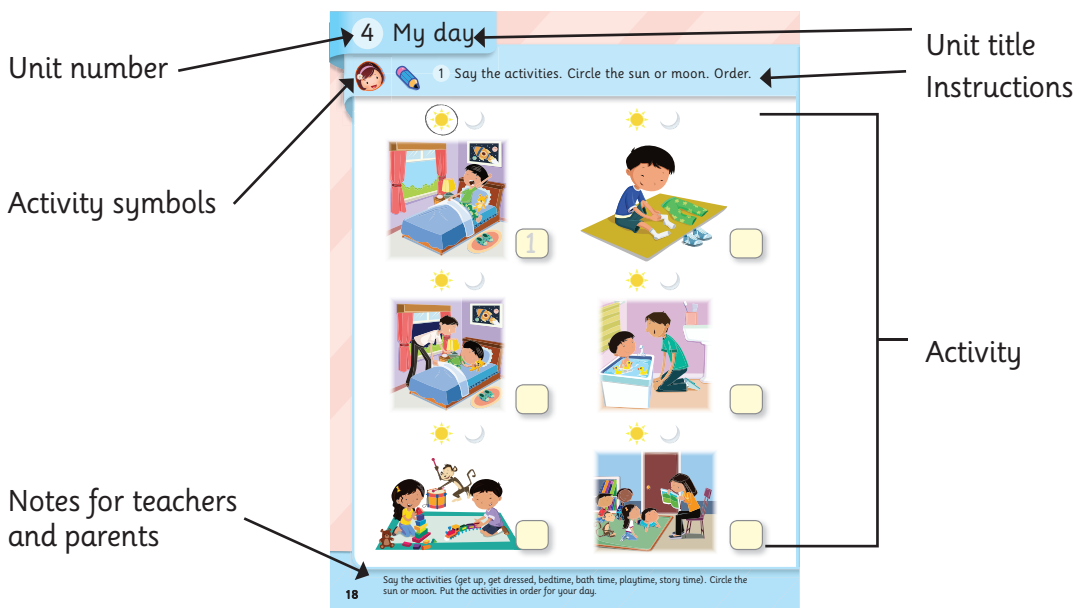 4 My day
Unit title
Unit number
1 Say the activities. Circle the sun or moon. Order.
Instructions
Activity symbols
1
Activity
Notes for teachers
and parents
Say the activities (get up, get dressed, bedtime, bath time, playtime, story time). Circle the
sun or moon. Put the activities in order for your day.
18